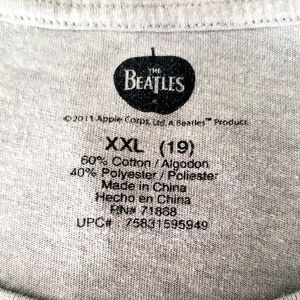 THE
BEATLES
©2011 Apple Corps, Ltd. A Beatles™ Product.
XXL (19)
60% Cotton / Algodon
40% Polyester / Poliester
Made in China
Hecho en China
RN# 71868
UPC# 75831595949